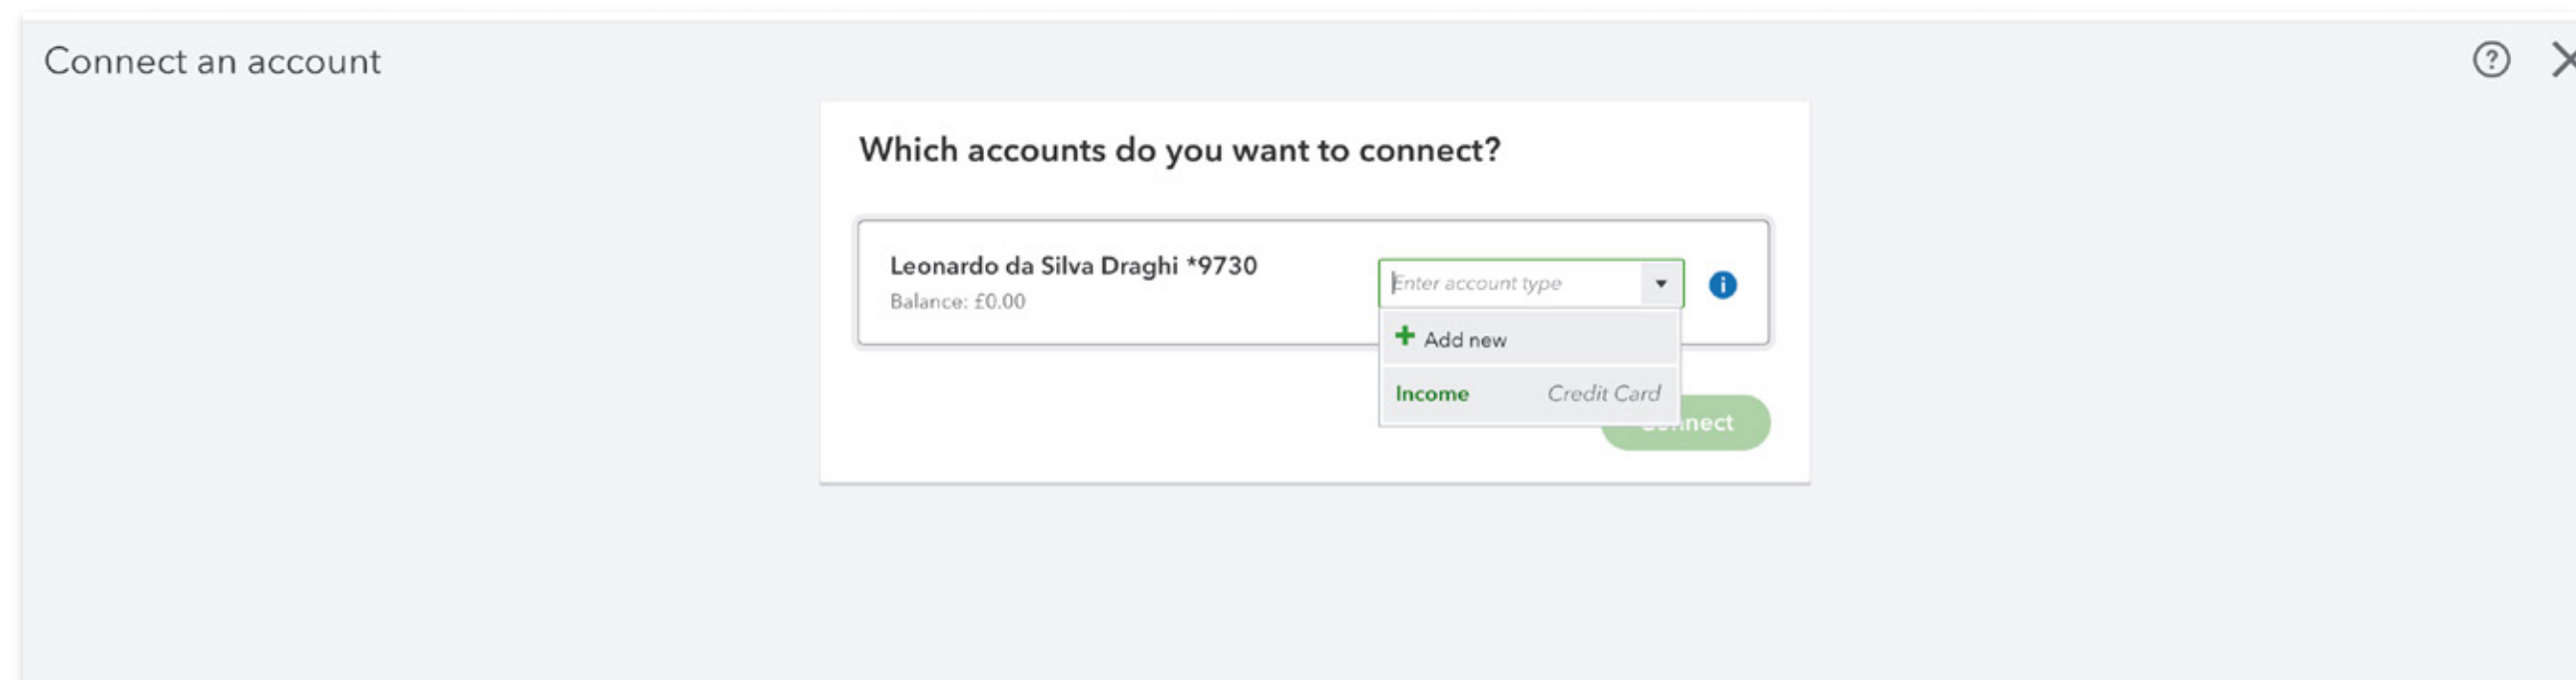 Connect an account
Which accounts do you want to connect?
Leonardo da Silva Draghi *9730
Balance: £0.00
Enter account type
Add new
Income Credit Card
Connect